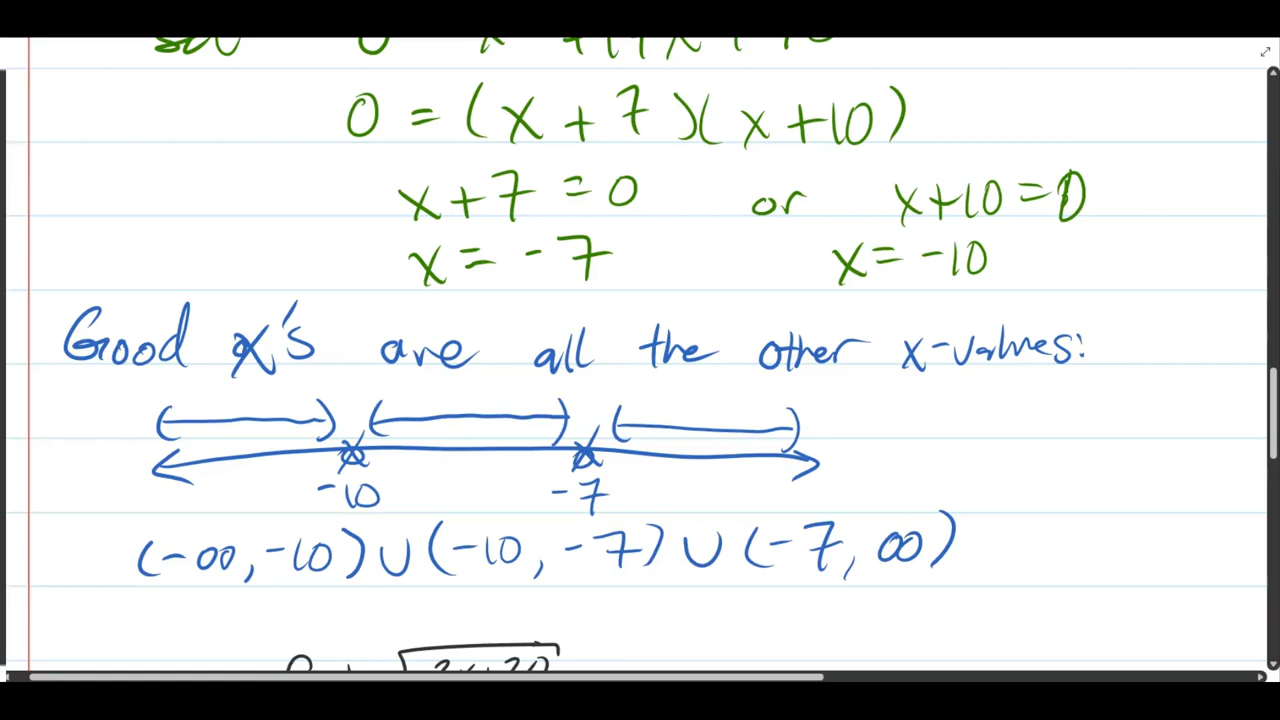 0 = (x + 7)(x + 10)
x + 7 = 0 or x + 10 = 0
x = -7 x = -10
Good x's are all the other x-values:
-10 -7
(-∞, -10) ∪ (-10, -7) ∪ (-7, ∞)